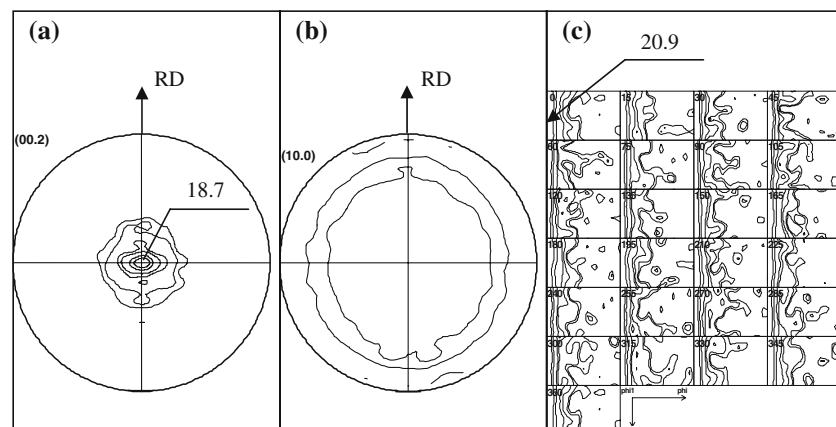 (a)
RD
(00.2)
18.7
(b)
RD
(10.0)
(c)
20.9
0 15 30 45
60 75 90 105
120 135 150 165
180 195 210 225
240 255 270 285
300 315 330 345
360 phi1 phi